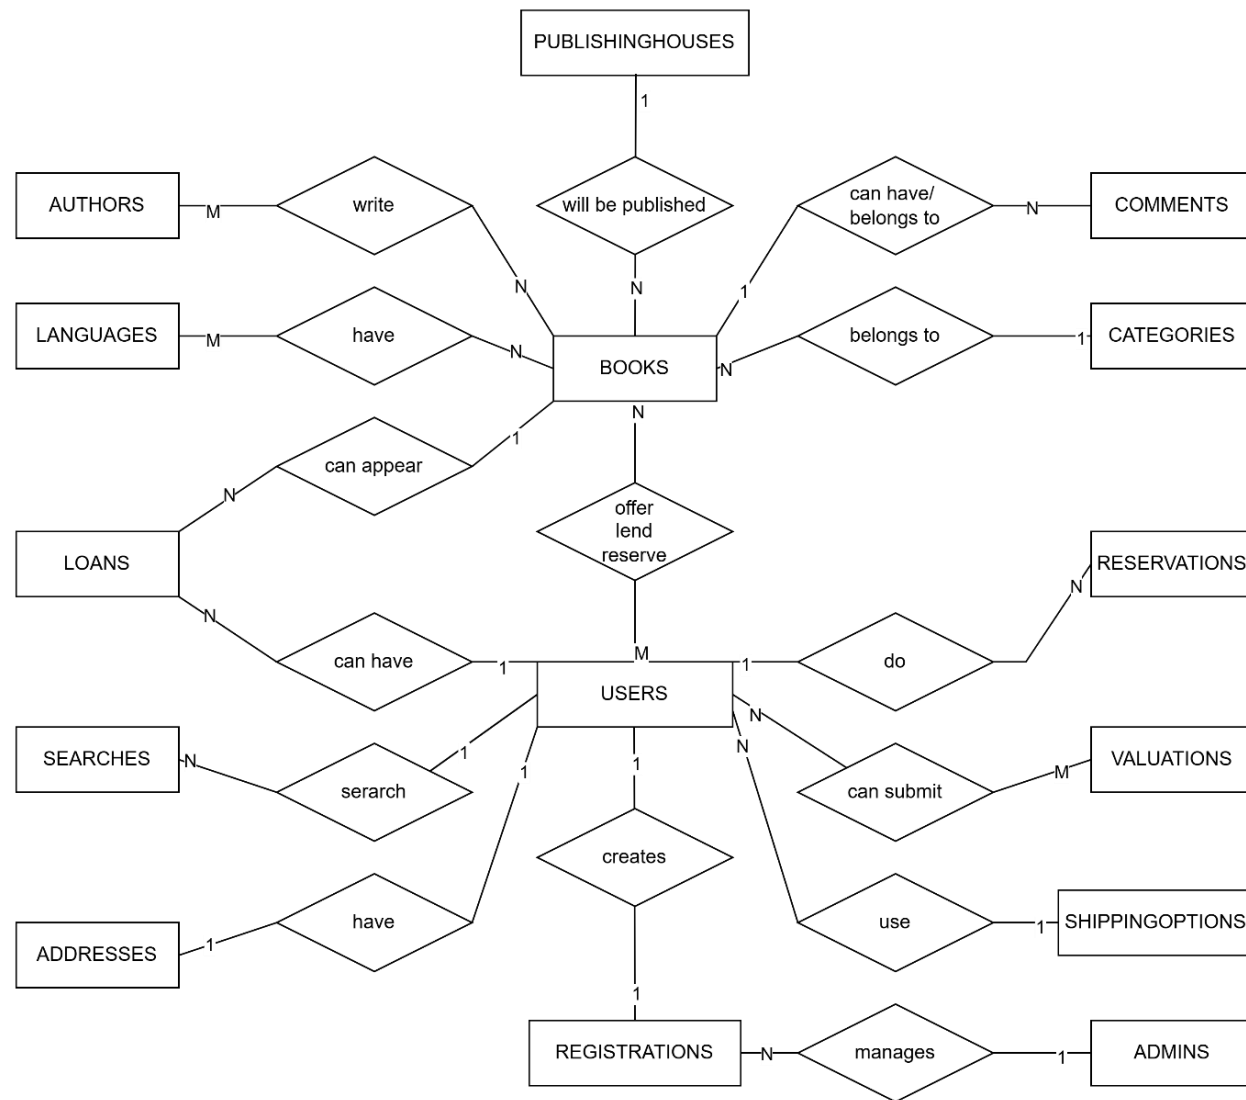 PUBLISHINGHOUSES
1
AUTHORS
M
write
N
will be published
N
can have/
belongs to
1
N
COMMENTS
LANGUAGES
M
have
N
BOOKS
N
belongs to
1
CATEGORIES
can appear
1
N
N
offer
lend
reserve
M
LOANS
N
can have
1
USERS
1
do
N
RESERVATIONS
SEARCHES
N
serarch
1
N
can submit
M
VALUATIONS
ADDRESSES
1
have
1
1
creates
1
N
use
1
SHIPPINGOPTIONS
REGISTRATIONS
N
manages
1
ADMINS